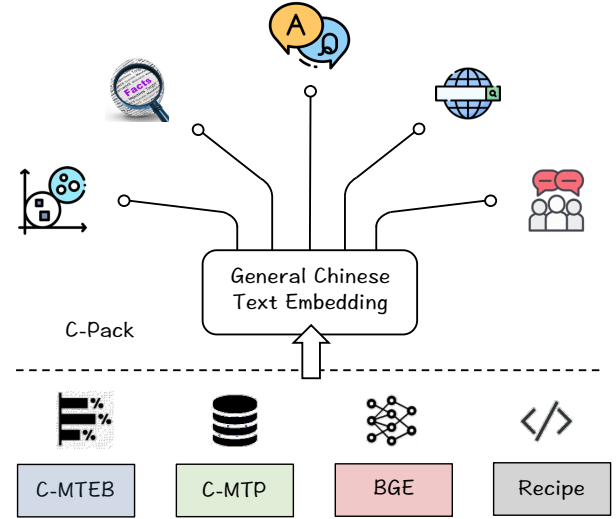 A
Q
Facts
General Chinese
Text Embedding
C-Pack
%
%
%
</>
C-MTEB
C-MTP
BGE
Recipe